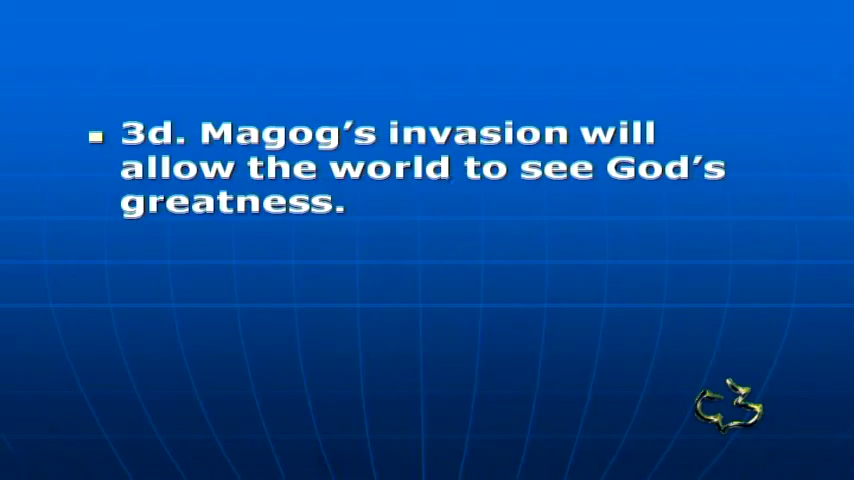 3d. Magog’s invasion will
allow the world to see God’s
greatness.